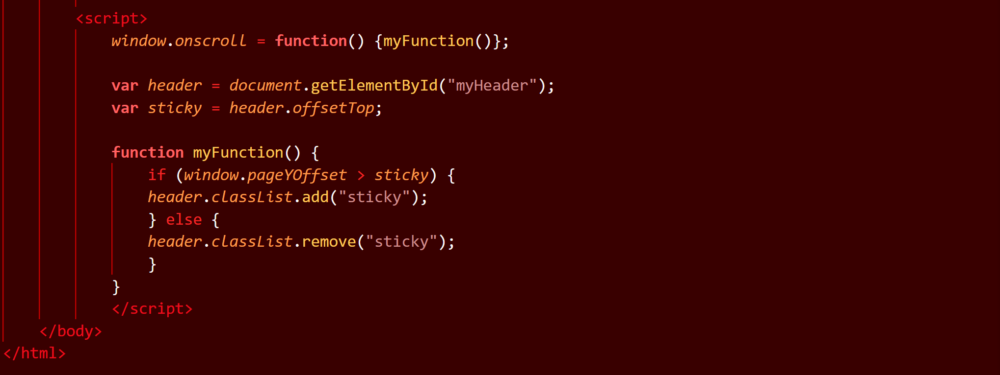 <script>
window.onscroll = function() {myFunction()};
var header = document.getElementById("myHeader");
var sticky = header.offsetTop;
function myFunction() {
if (window.pageYOffset > sticky) {
header.classList.add("sticky");
} else {
header.classList.remove("sticky");
}
}
</script>
</body>
</html>